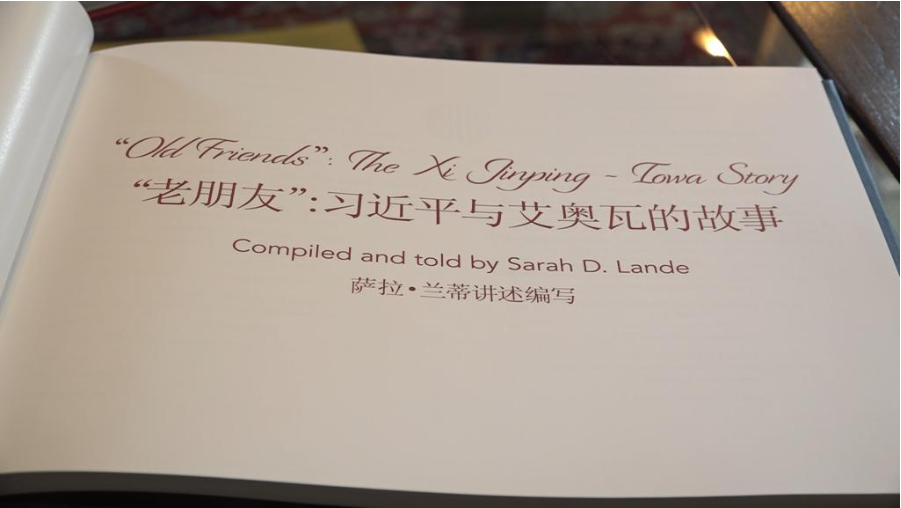 “Old Friends”: The Xi Jinping - Iowa Story
“老朋友”:习近平与艾奥瓦的故事
Compiled and told by Sarah D. Lande
萨拉•兰蒂讲述编写